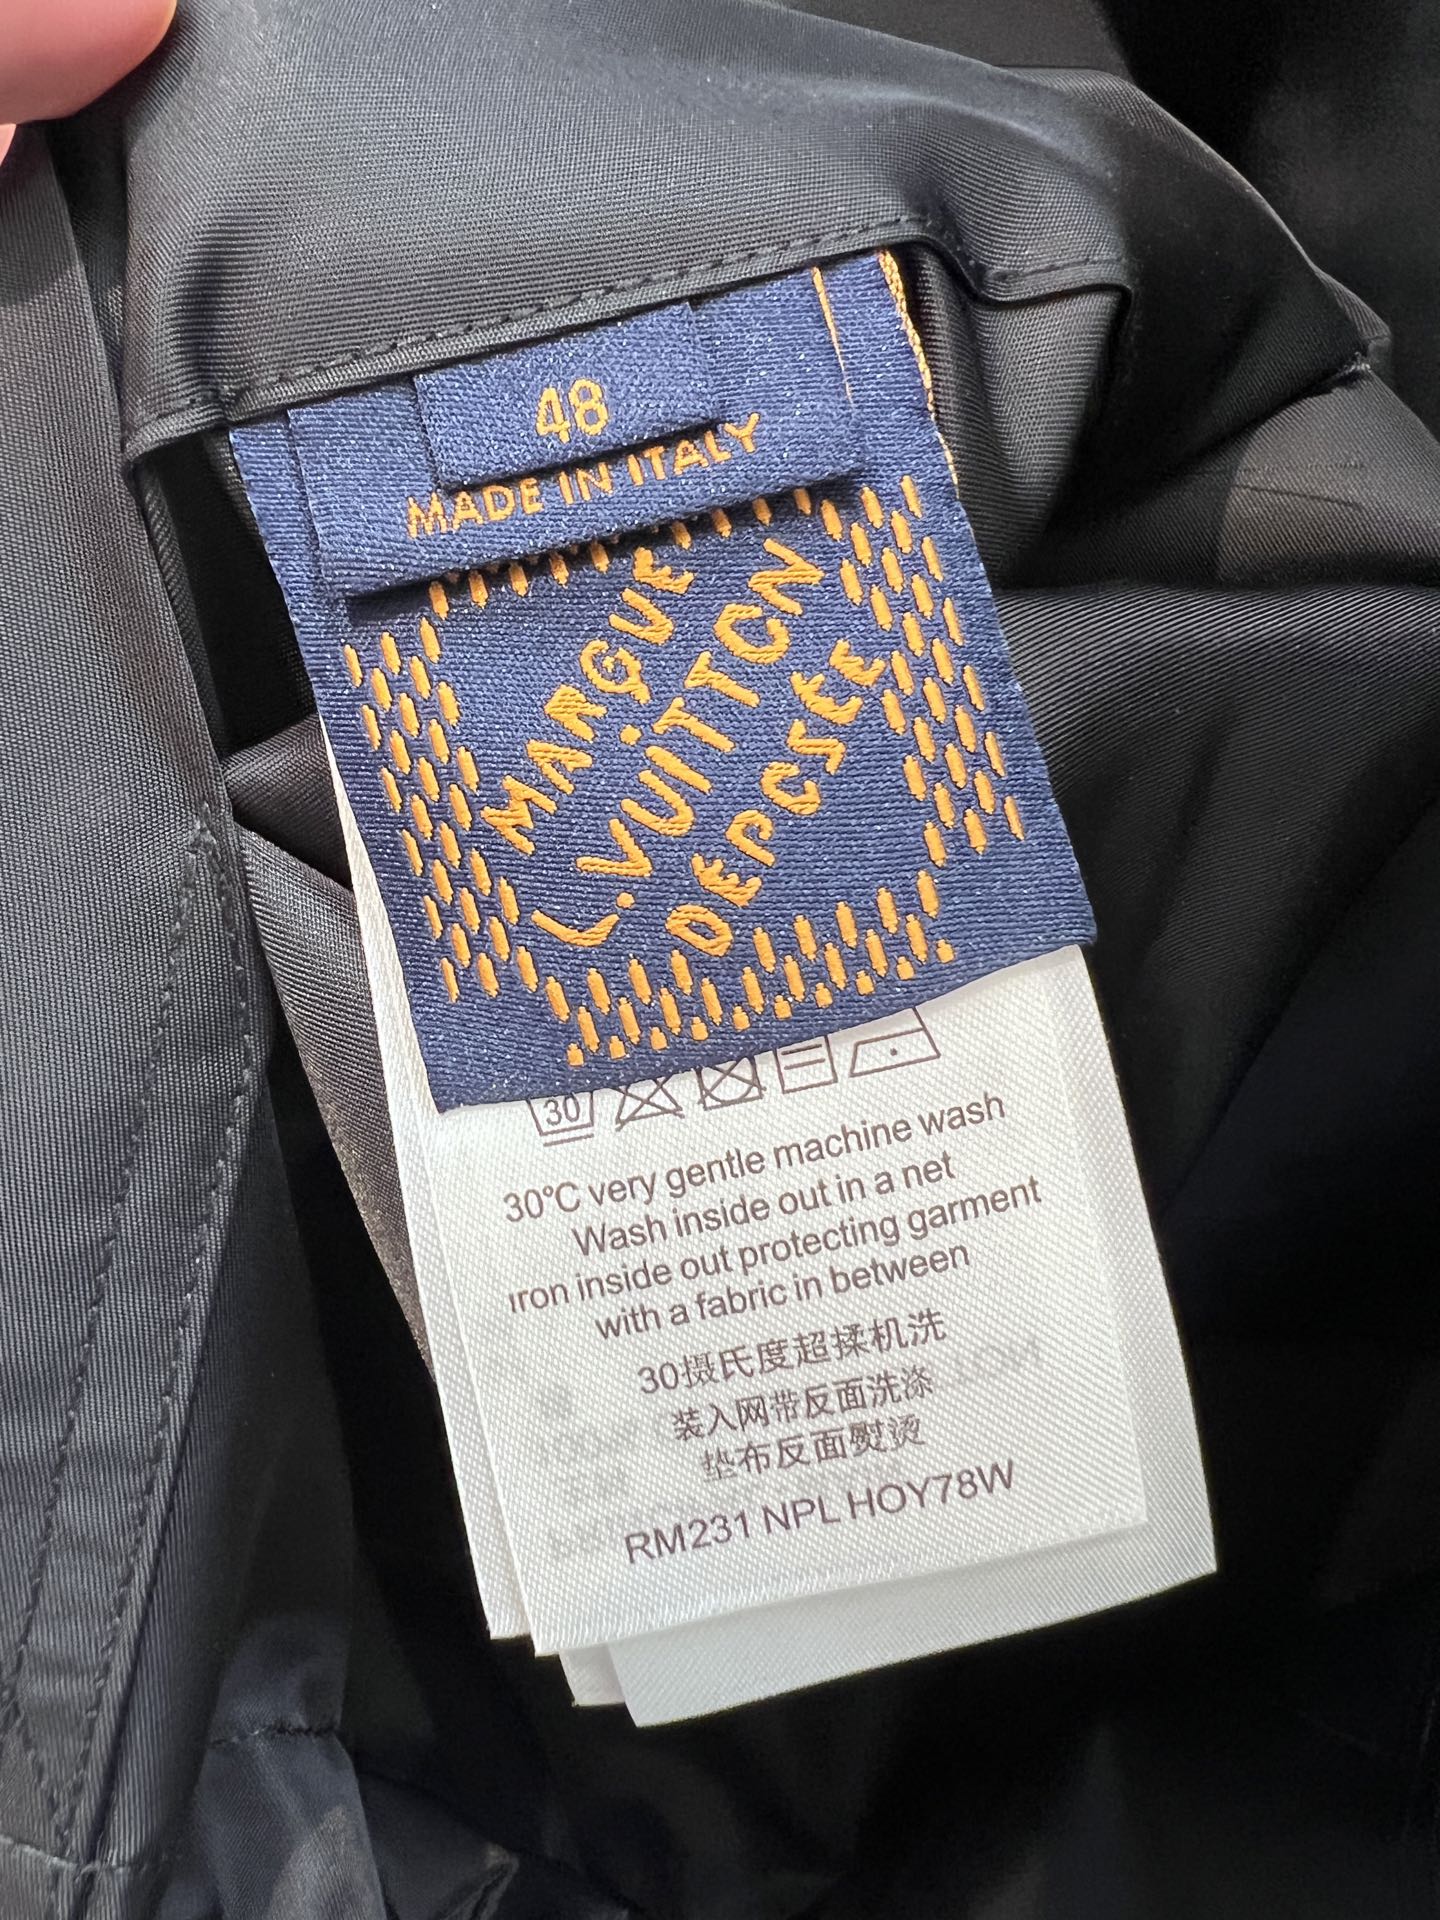 48
MADE IN ITALY
MARQUE
L.VUITTON
DEPOSEE
30
30°C very gentle machine wash
Wash inside out in a net
iron inside out protecting garment
with a fabric in between
30摄氏度超揉机洗
装入网带反面洗涤
垫布反面熨烫
RM231 NPL HOY78W